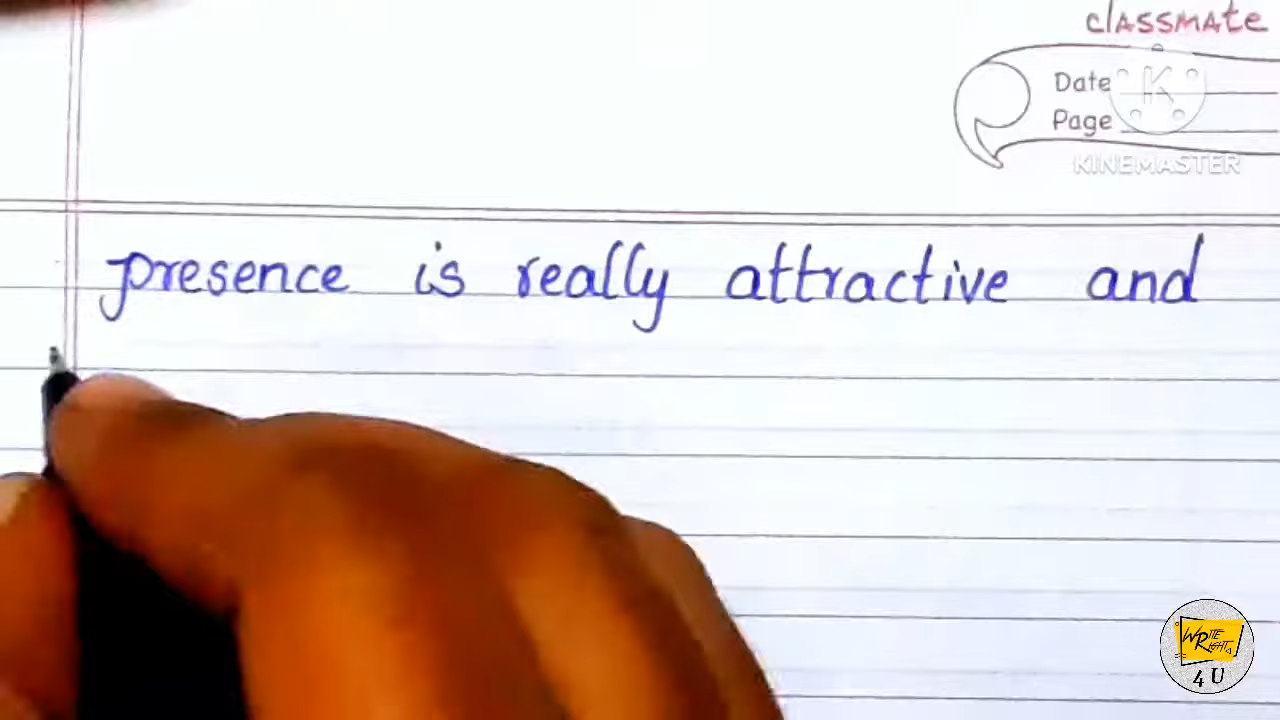 classmate
Date
Page
K
KINEMASTER
presence is really attractive and
WRITE
RIGHT
4 U